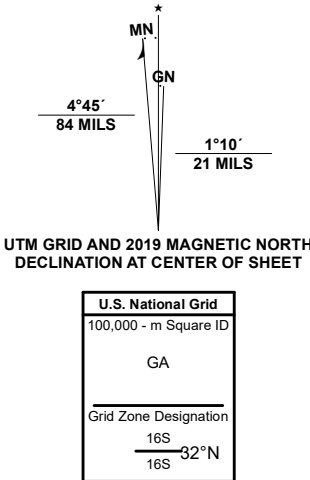 MN
GN
4°45´
84 MILS
1°10´
21 MILS
UTM GRID AND 2019 MAGNETIC NORTH
DECLINATION AT CENTER OF SHEET
U.S. National Grid
100,000 - m Square ID
GA
Grid Zone Designation
16S
32°N
16S